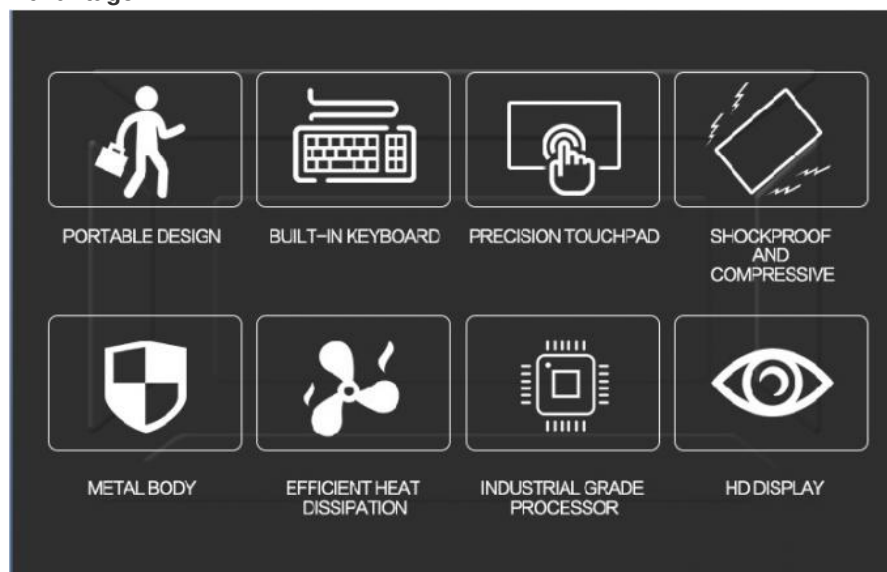 PORTABLE DESIGN
BUILT-IN KEYBOARD
PRECISION TOUCHPAD
SHOCKPROOF
AND
COMPRESSIVE
METAL BODY
EFFICIENT HEAT
DISSIPATION
INDUSTRIAL GRADE
PROCESSOR
HD DISPLAY